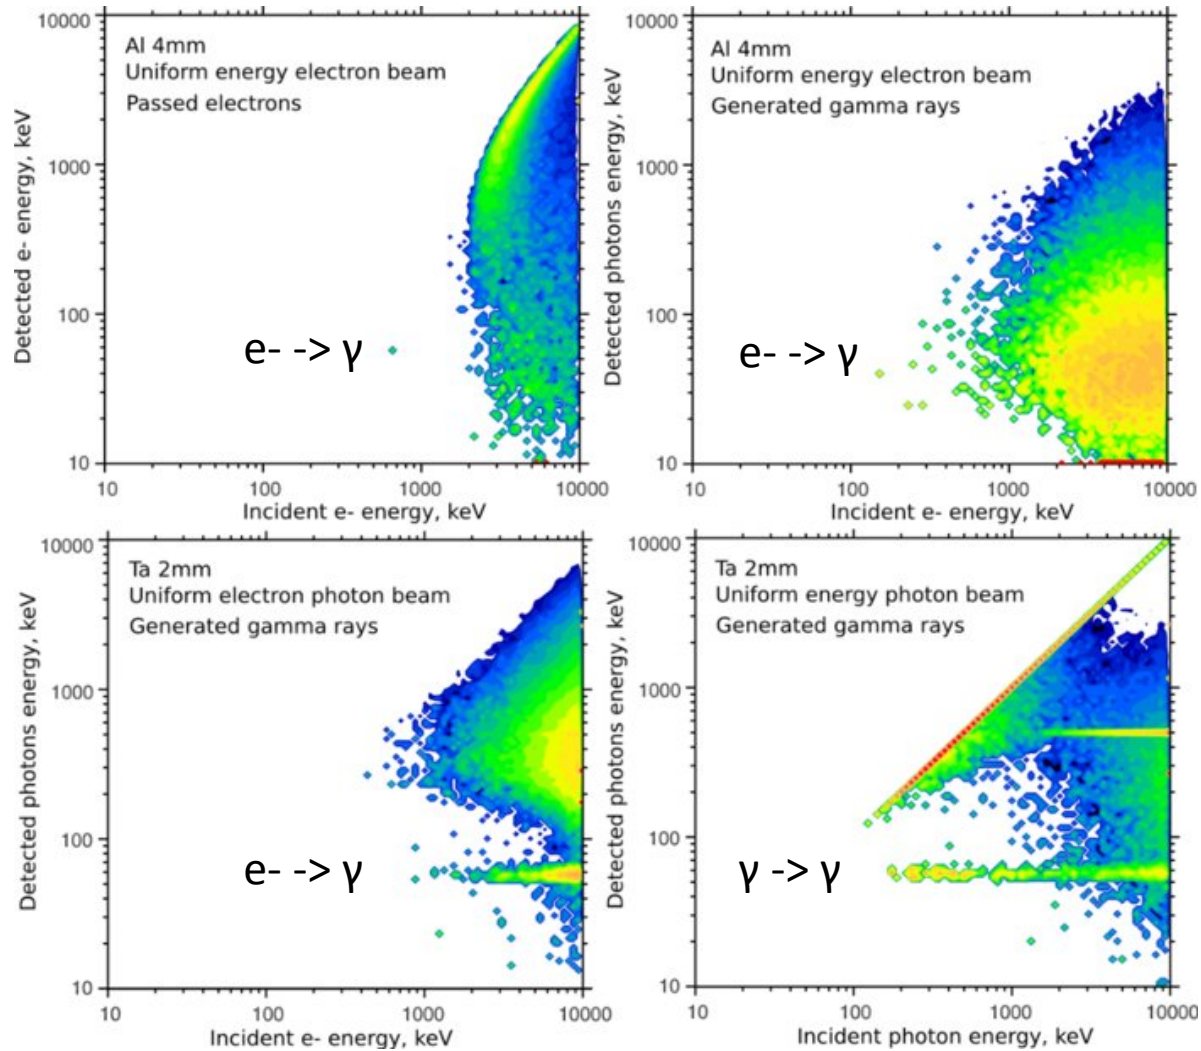 10000
1000
100
10
Detected e- energy, keV
Al 4mm
Uniform energy electron beam
Passed electrons
e- -> γ
10 100 1000 10000
Incident e- energy, keV
10000
1000
100
10
Detected photons energy, keV
Al 4mm
Uniform energy electron beam
Generated gamma rays
e- -> γ
10 100 1000 10000
Incident e- energy, keV
10000
1000
100
10
Detected photons energy, keV
Ta 2mm
Uniform electron photon beam
Generated gamma rays
e- -> γ
10 100 1000 10000
Incident e- energy, keV
10000
1000
100
10
Detected photons energy, keV
Ta 2mm
Uniform energy photon beam
Generated gamma rays
γ -> γ
10 100 1000 10000
Incident photon energy, keV